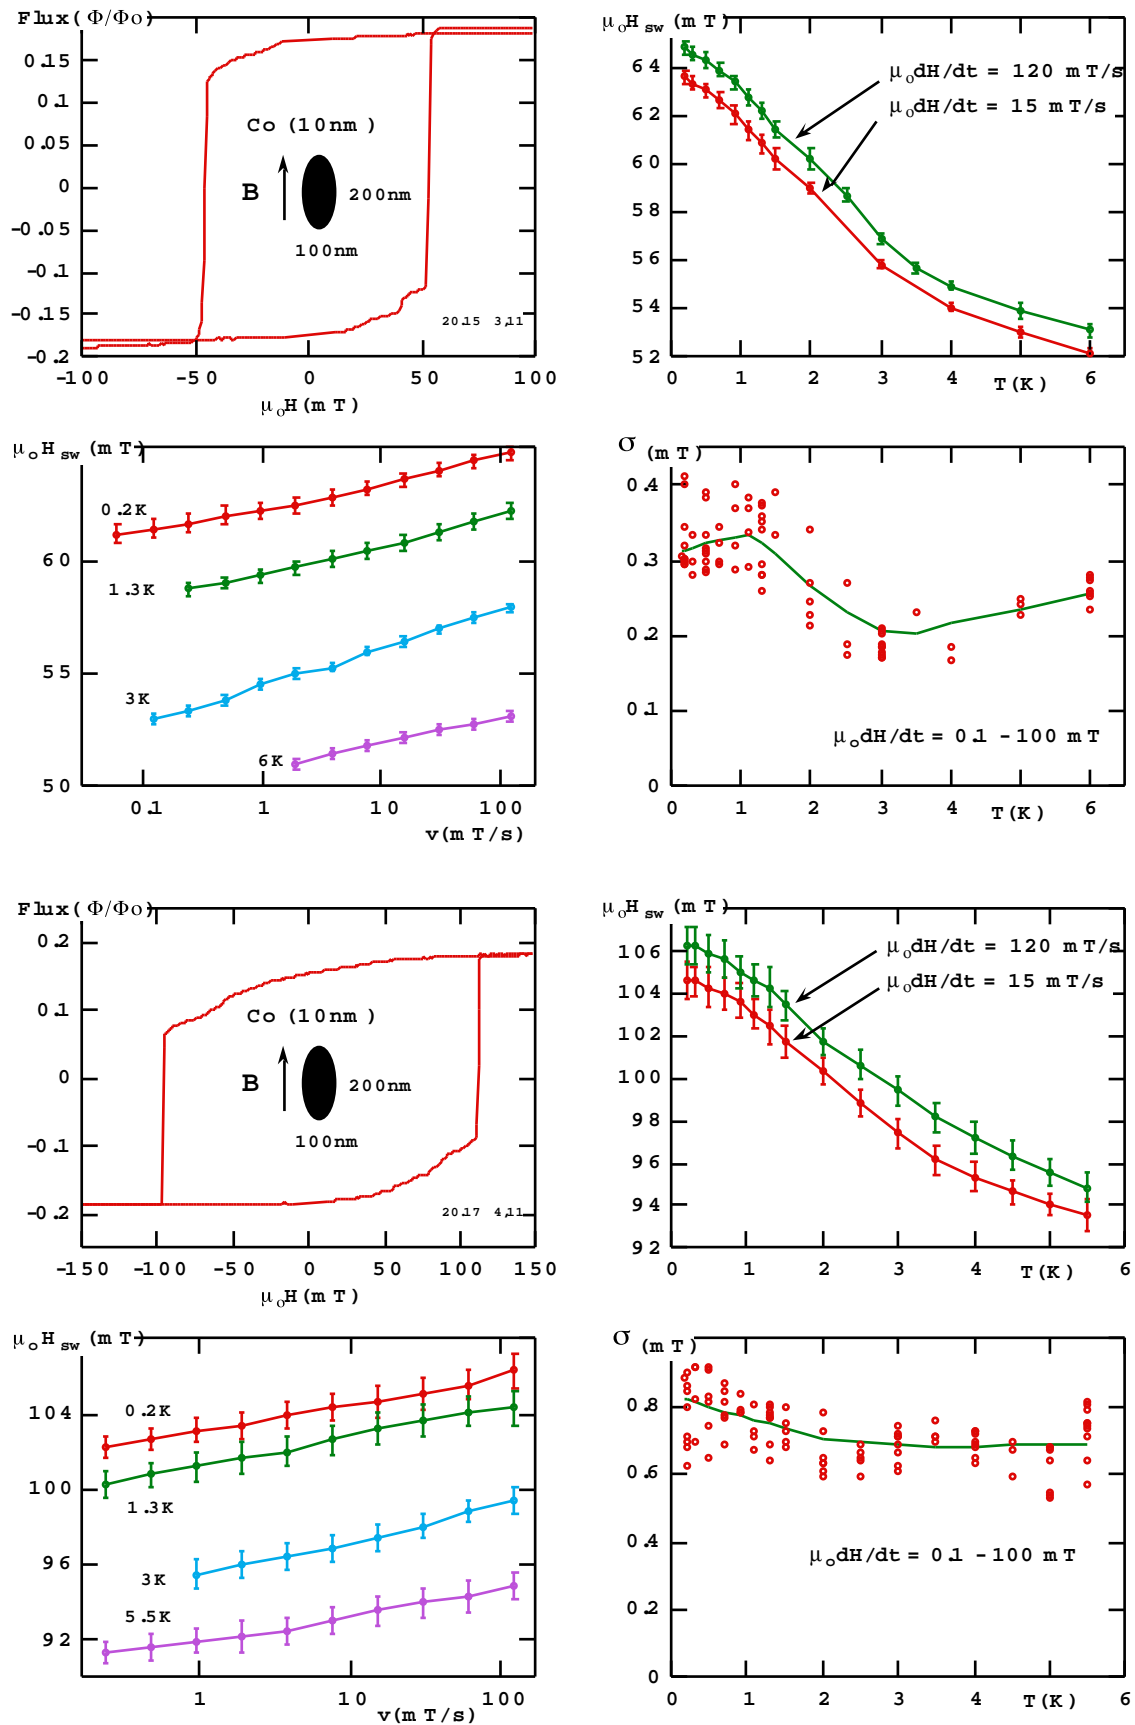 Flux(Φ/Φo)
0.15
0.1
0.05
0
-0.05
-0.1
-0.15
-0.2
-100 -50 0 50 100
μoH(mT)
Co (10nm)
B
200nm
100nm
20.15 3,11
μoHsw (mT)
64
62
60
58
56
54
52
0 1 2 3 4 5 6
T(K)
μodH/dt = 120 mT/s
μodH/dt = 15 mT/s
μoHsw (mT)
60
55
50
0.1 1 10 100
v(mT/s)
0.2K
1.3K
3K
6K
σ (mT)
0.4
0.3
0.2
0.1
0
0 1 2 3 4 5 6
T(K)
μodH/dt = 0.1 - 100 mT
Flux(Φ/Φo)
0.2
0.1
0
-0.1
-0.2
-150 -100 -50 0 50 100 150
μoH(mT)
Co (10nm)
B
200nm
100nm
20.17 4,11
μoHsw (mT)
106
104
102
100
98
96
94
92
0 1 2 3 4 5 6
T(K)
μodH/dt = 120 mT/s
μodH/dt = 15 mT/s
μoHsw (mT)
104
100
96
92
1 10 100
v(mT/s)
0.2K
1.3K
3K
5.5K
σ (mT)
0.8
0.6
0.4
0.2
0
0 1 2 3 4 5 6
T(K)
μodH/dt = 0.1 - 100 mT